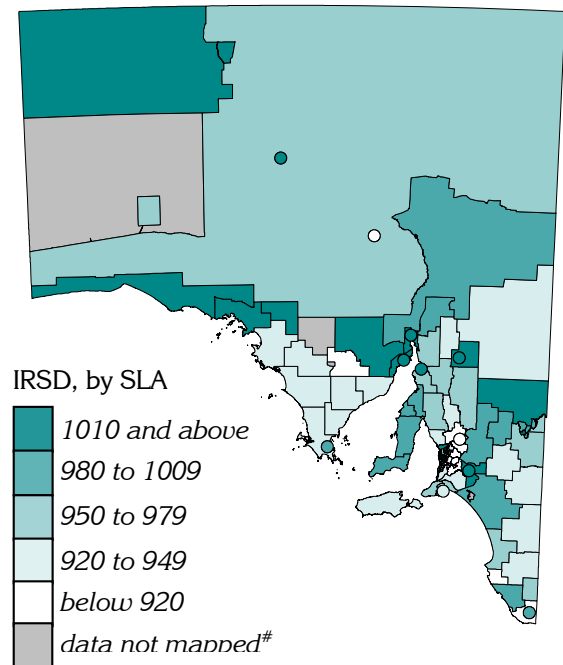 IRSD, by SLA
1010 and above
980 to 1009
950 to 979
920 to 949
below 920
data not mapped#